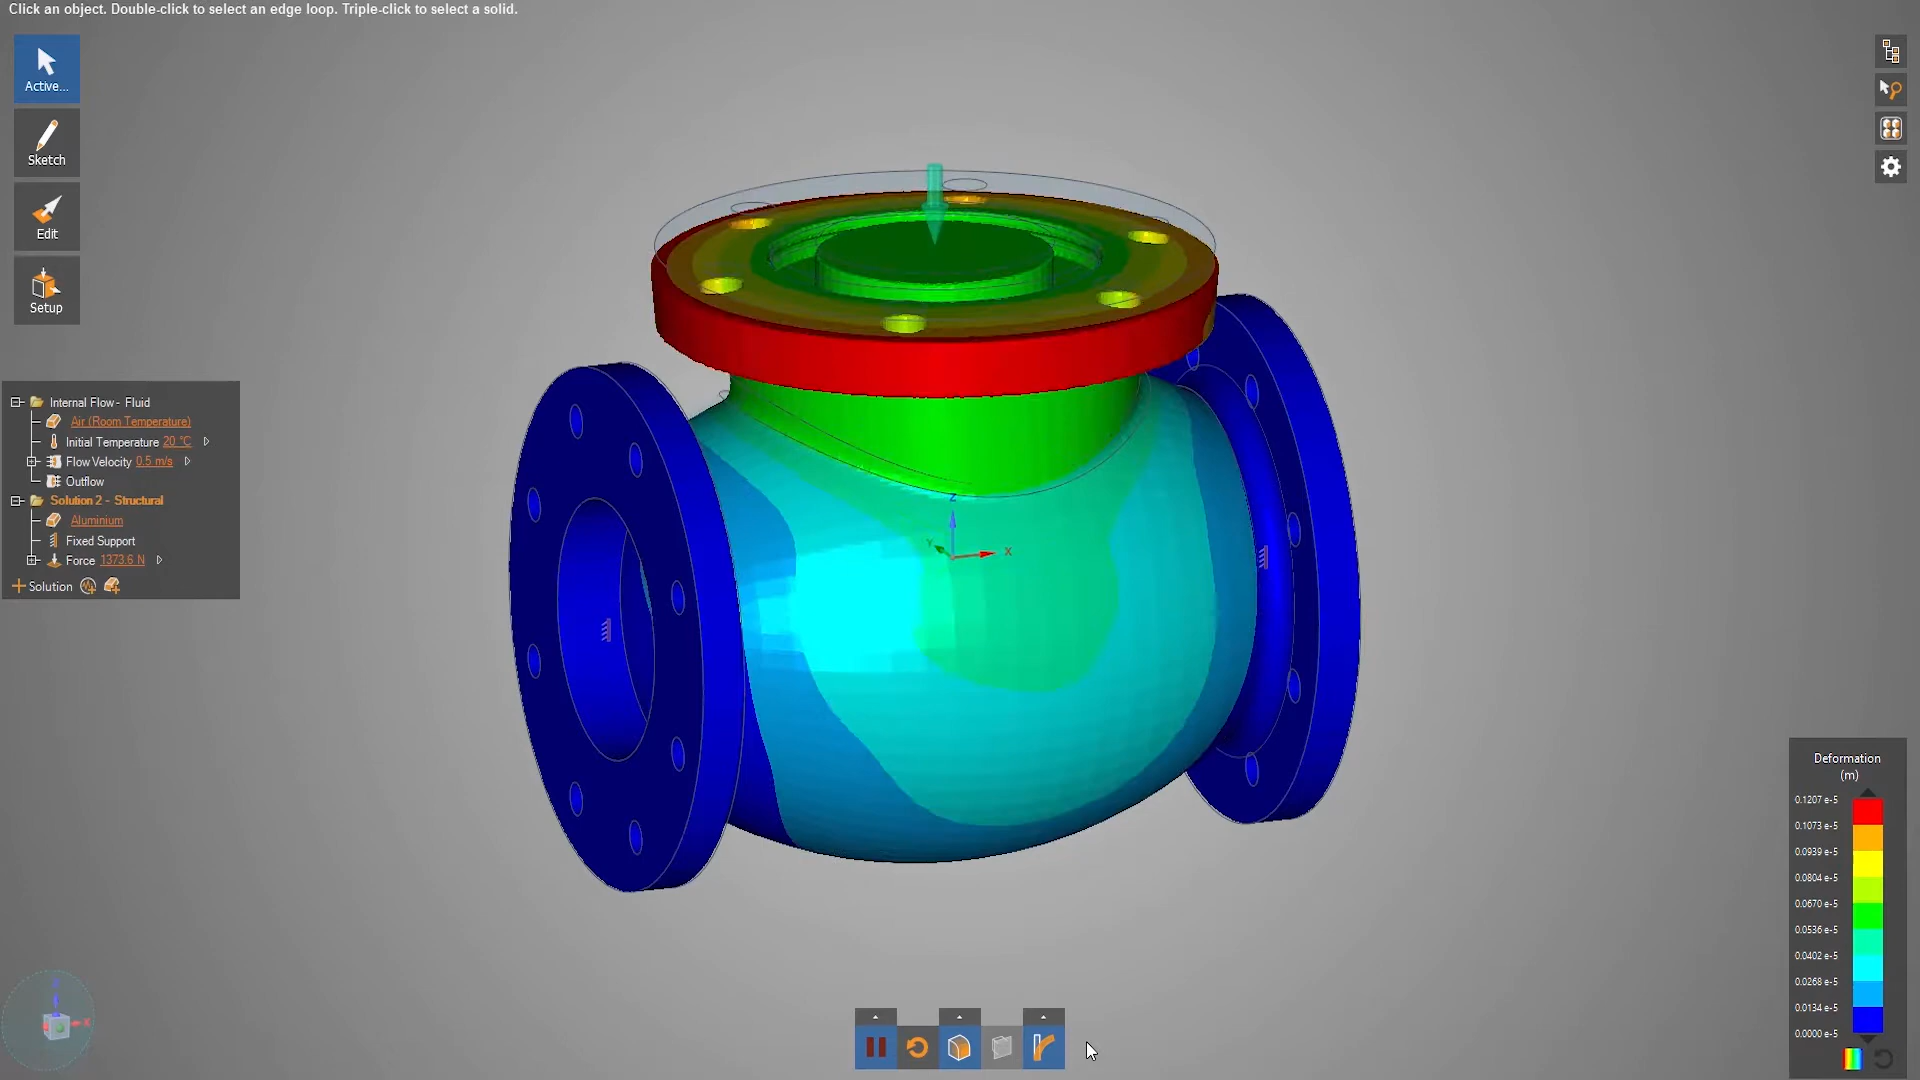 Click an object. Double-click to select an edge loop. Triple-click to select a solid.
Active...
Sketch
Edit
Setup
Internal Flow - Fluid
Air (Room Temperature)
Initial Temperature 20 °C
Flow Velocity 0.5 m/s
Outflow
Solution 2 - Structural
Aluminium
Fixed Support
Force 1373.6 N
Solution
Z
Y
X
X
Deformation
(m)
0.1207 e-5
0.1073 e-5
0.0939 e-5
0.0804 e-5
0.0670 e-5
0.0536 e-5
0.0402 e-5
0.0268 e-5
0.0134 e-5
0.0000 e-5